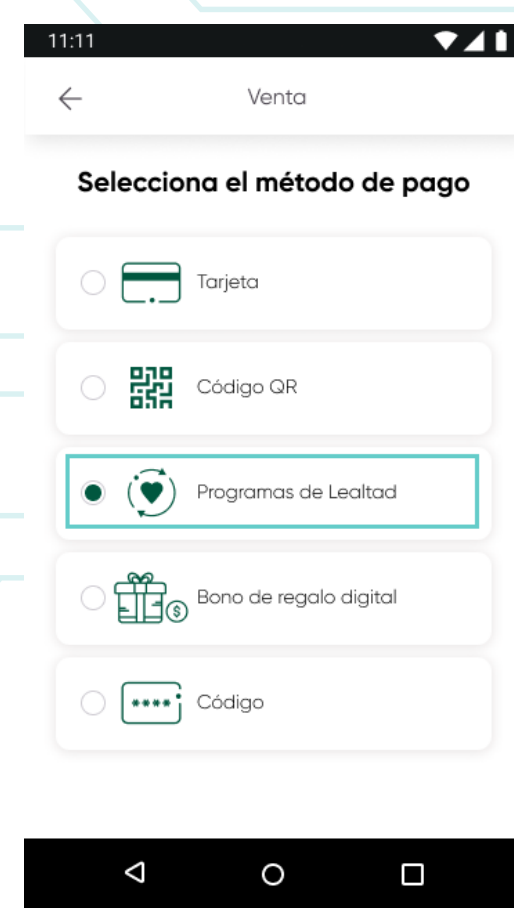 11:11
Venta
Selecciona el método de pago
Tarjeta
Código QR
Programas de Lealtad
$
Bono de regalo digital
****
Código